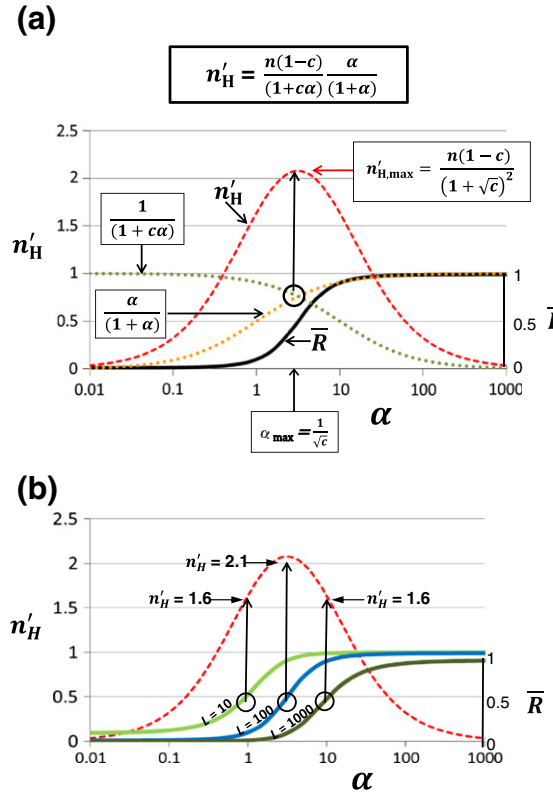 (a)
n′H = n(1−c)/(1+cα) α/(1+α)
2.5
2
1.5
1
0.5
0
n′H
n′H,max = n(1−c)/(1+√c)²
n′H
1/(1+cα)
α/(1+α)
R̅
1
0.5
0
0.01
0.1
1
10
100
1000
α
αmax = 1/√c
(b)
2.5
2
1.5
1
0.5
0
n′H
n′H = 2.1
n′H = 1.6
n′H = 1.6
L = 10
L = 100
L = 1000
1
0.5
0
R̅
0.01
0.1
1
10
100
1000
α